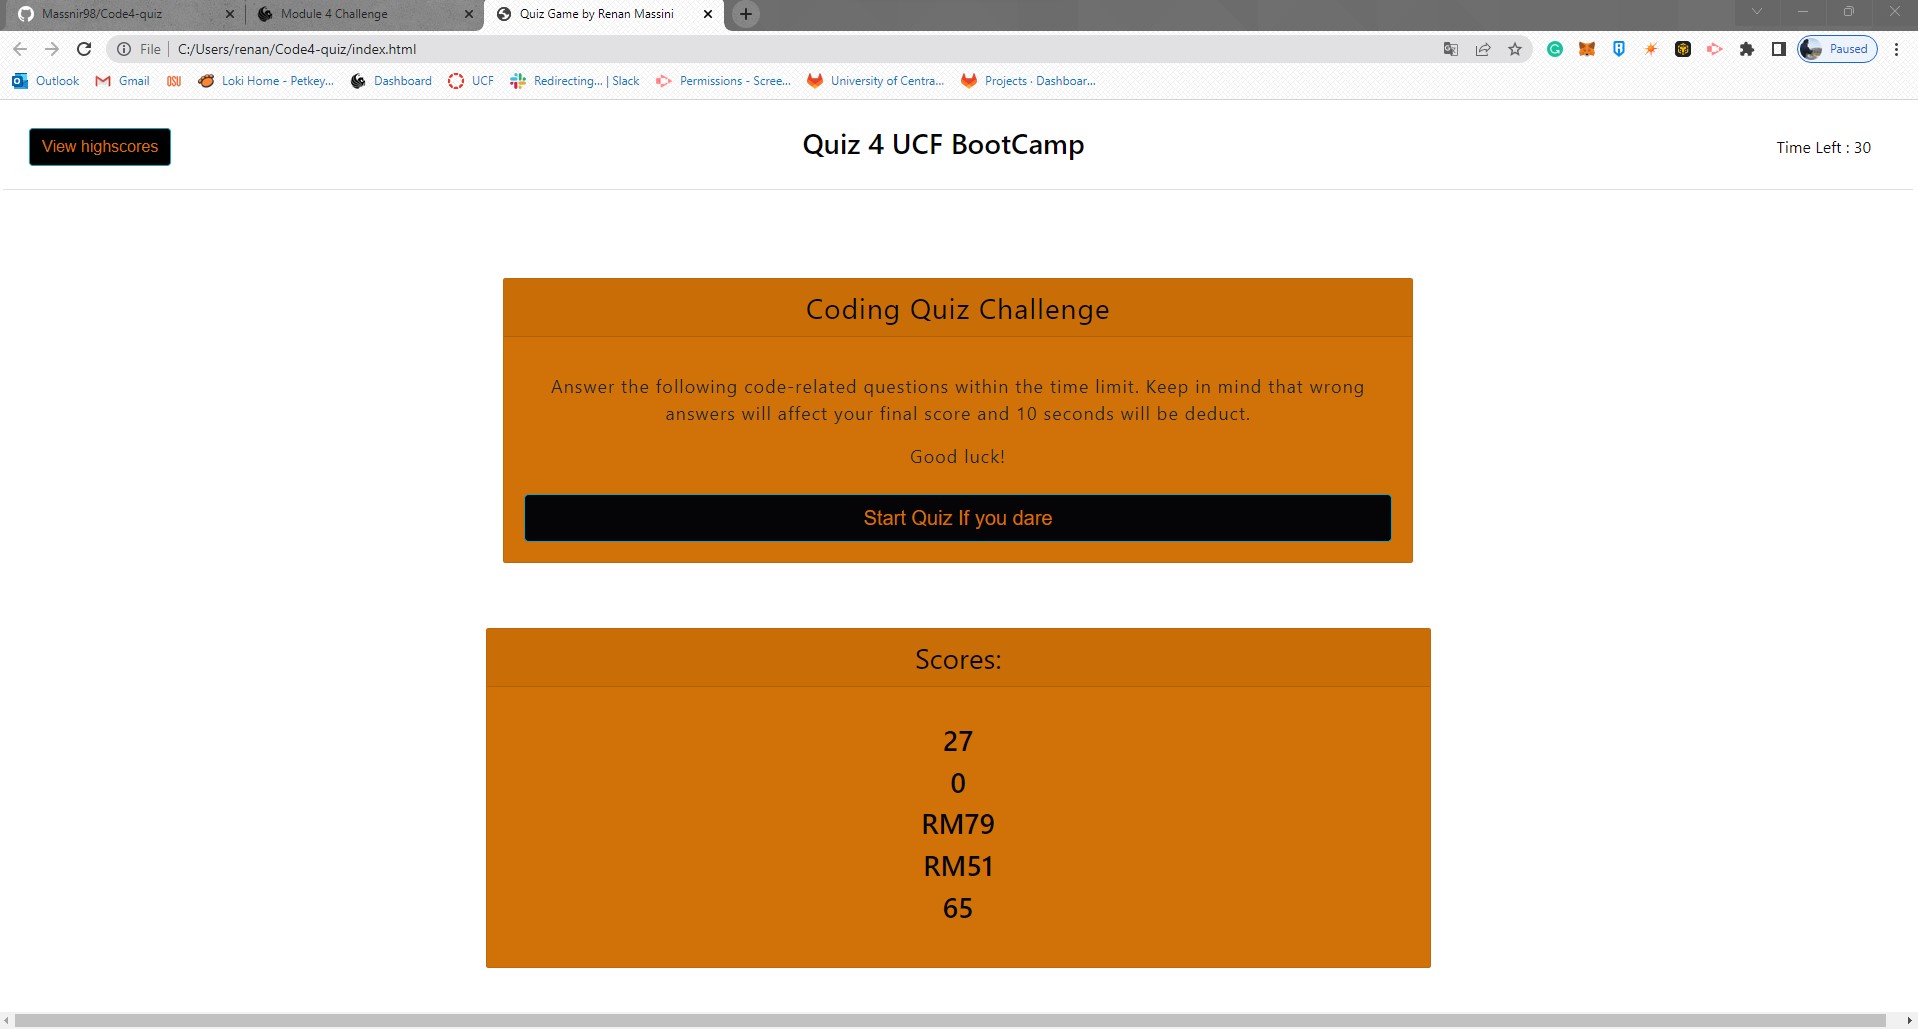 Massnir98/Code4-quiz
Module 4 Challenge
Quiz Game by Renan Massini
File
C:/Users/renan/Code4-quiz/index.html
Paused
Outlook
Gmail
OSU
Loki Home - Petkey...
Dashboard
UCF
Redirecting... | Slack
Permissions - Scree...
University of Centra...
Projects · Dashboar...
View highscores
Quiz 4 UCF BootCamp
Time Left : 30
Coding Quiz Challenge
Answer the following code-related questions within the time limit. Keep in mind that wrong
answers will affect your final score and 10 seconds will be deduct.
Good luck!
Start Quiz If you dare
Scores:
27
0
RM79
RM51
65